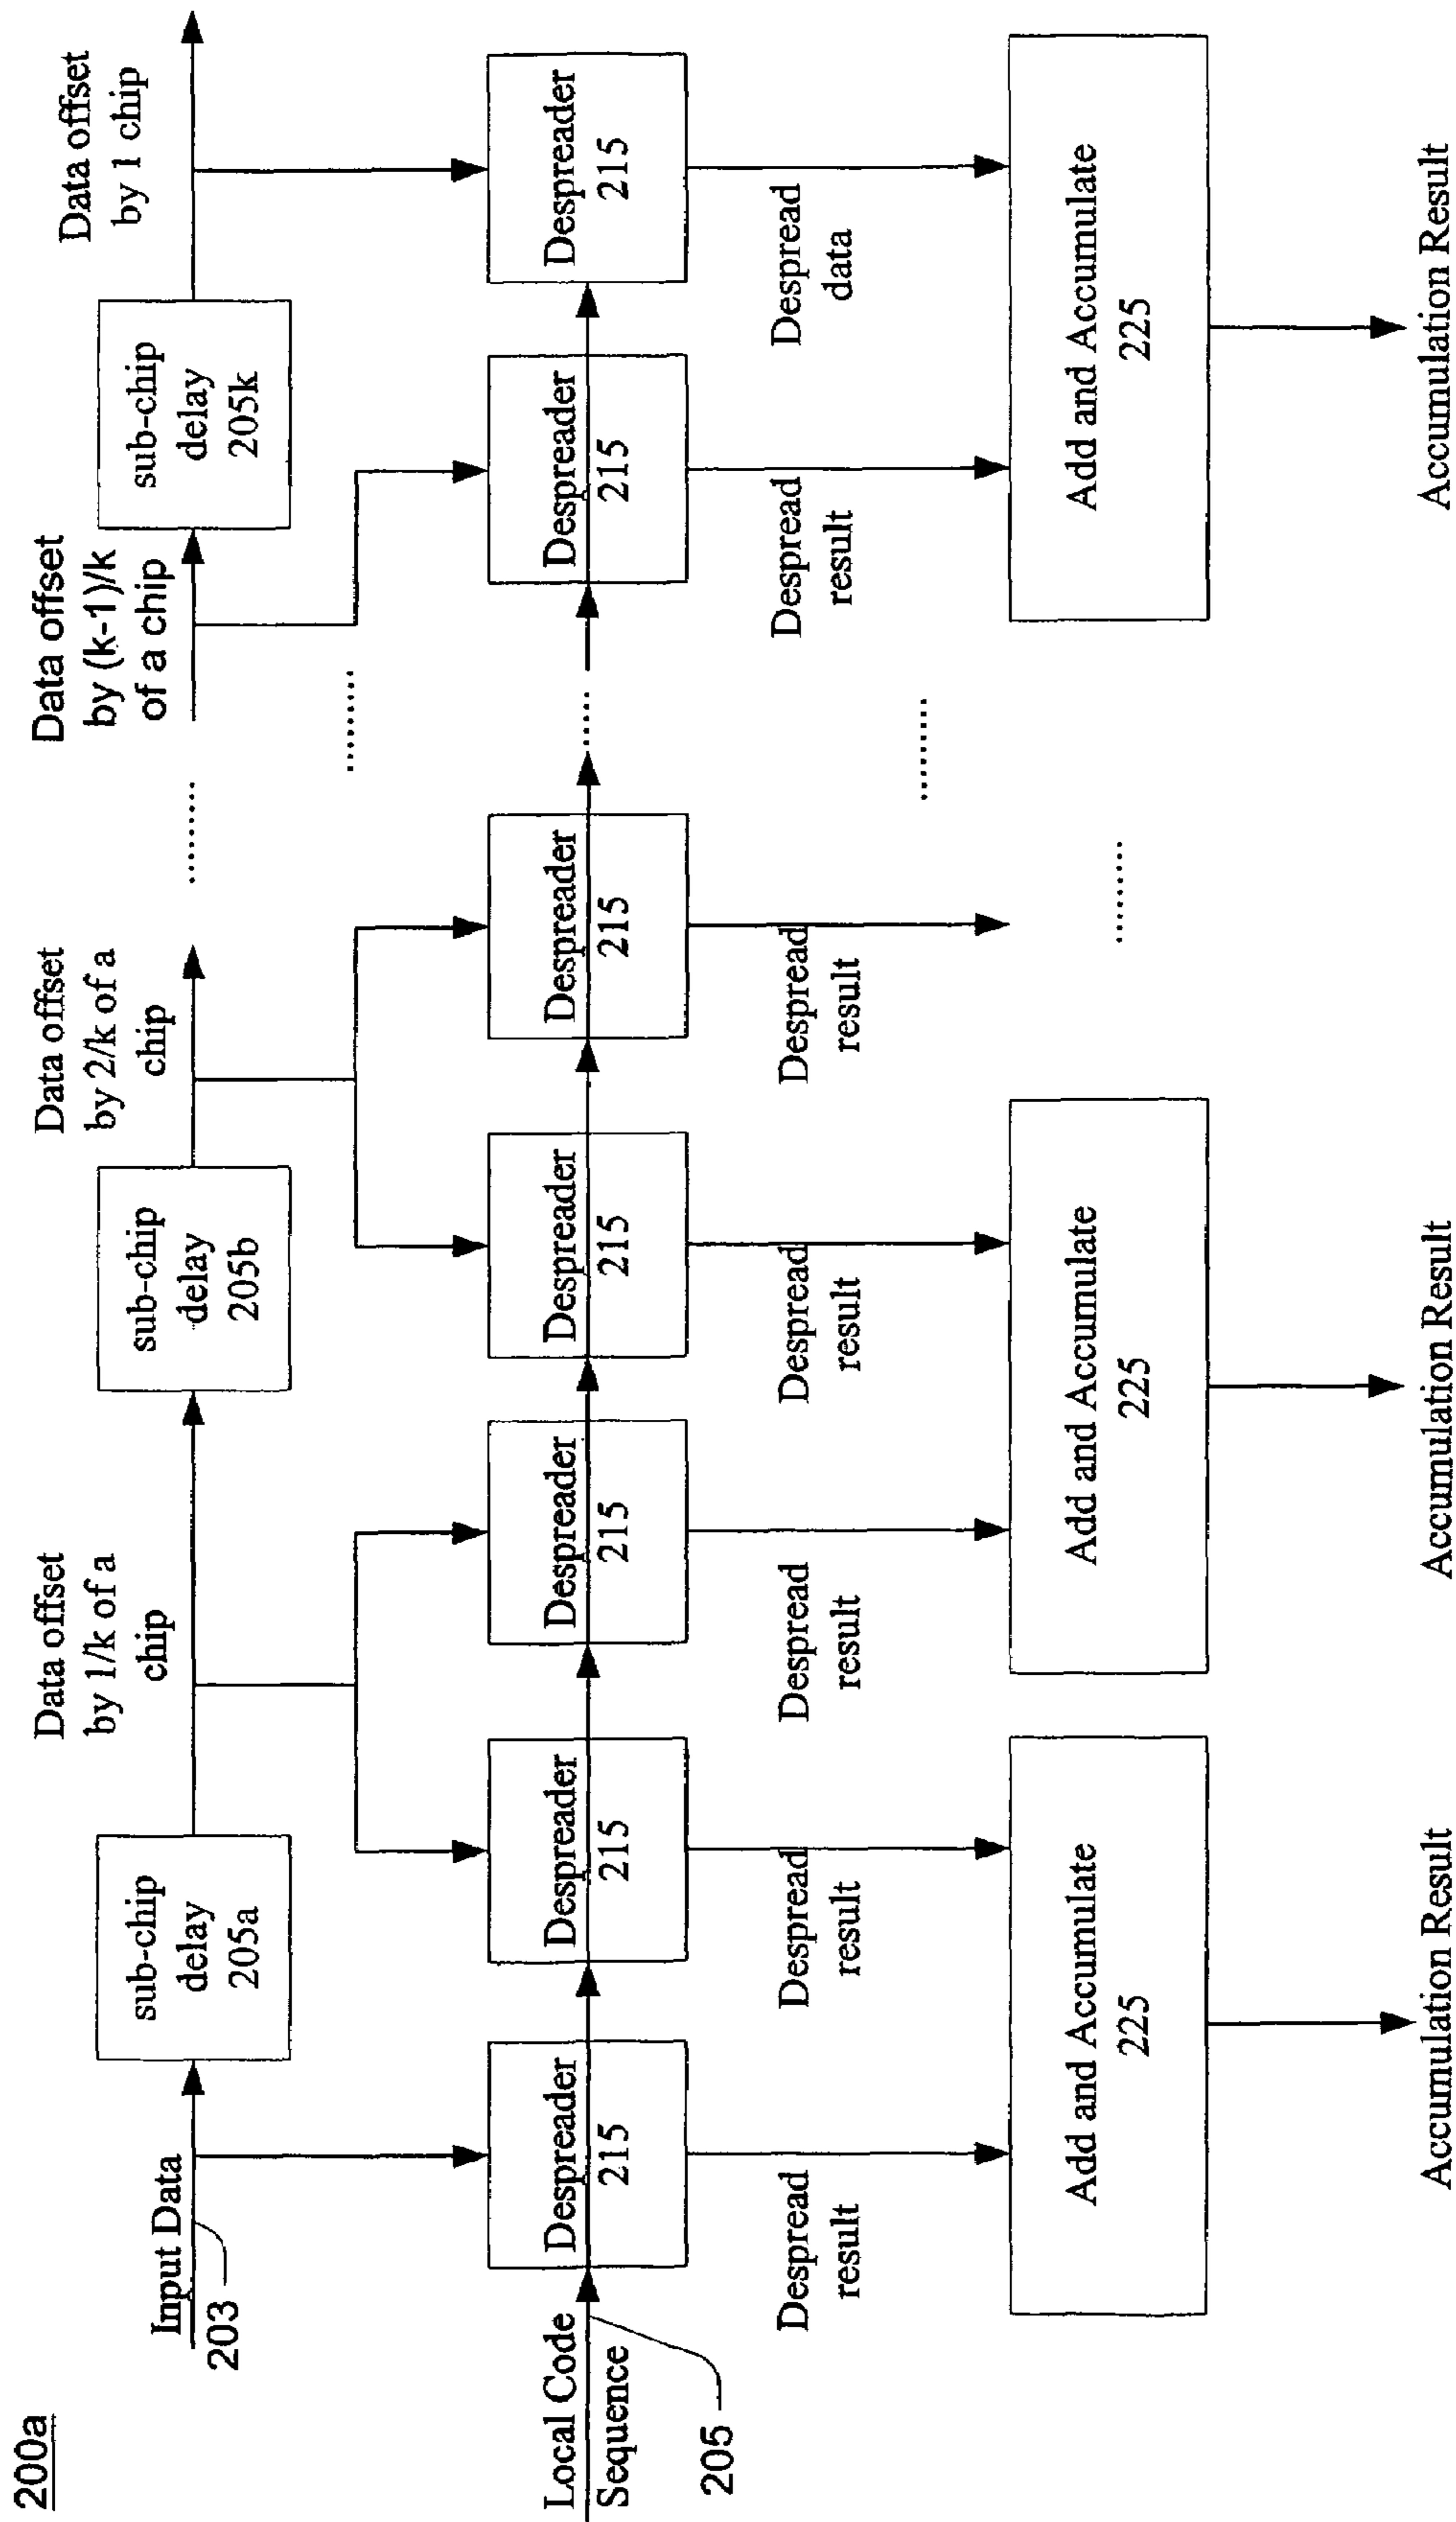 200a
Input Data
203
sub-chip
delay
205a
Data offset
by 1/k of a
chip
sub-chip
delay
205b
Data offset
by 2/k of a
chip
........
Data offset
by (k-1)/k
of a chip
sub-chip
delay
205k
Data offset
by 1 chip
.........
Local Code
Sequence
205
Despreader
215
Despreader
215
Despreader
215
Despreader
215
Despreader
215
.....
Despreader
215
Despreader
215
Despread
result
Despread
result
Despread
result
Despread
result
Despread
result
.........
Despread
result
Despread
data
Add and Accumulate
225
Add and Accumulate
225
.........
Add and Accumulate
225
Accumulation Result
Accumulation Result
Accumulation Result